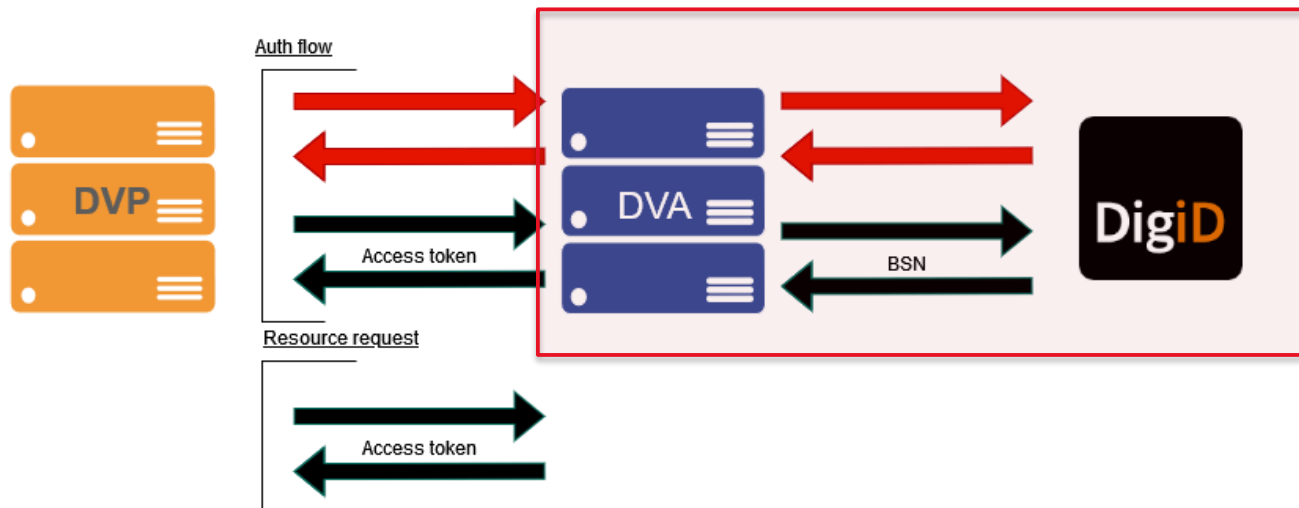 Auth flow
DVP
DVA
DigiD
Access token
BSN
Resource request
Access token